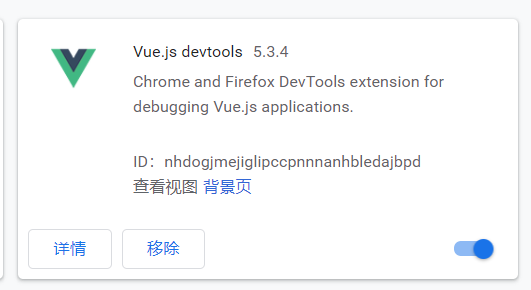 Vue.js devtools 5.3.4
Chrome and Firefox DevTools extension for
debugging Vue.js applications.
ID：nhdogjmejiglipccpnnnanhbledajbpd
查看视图 背景页
详情 移除